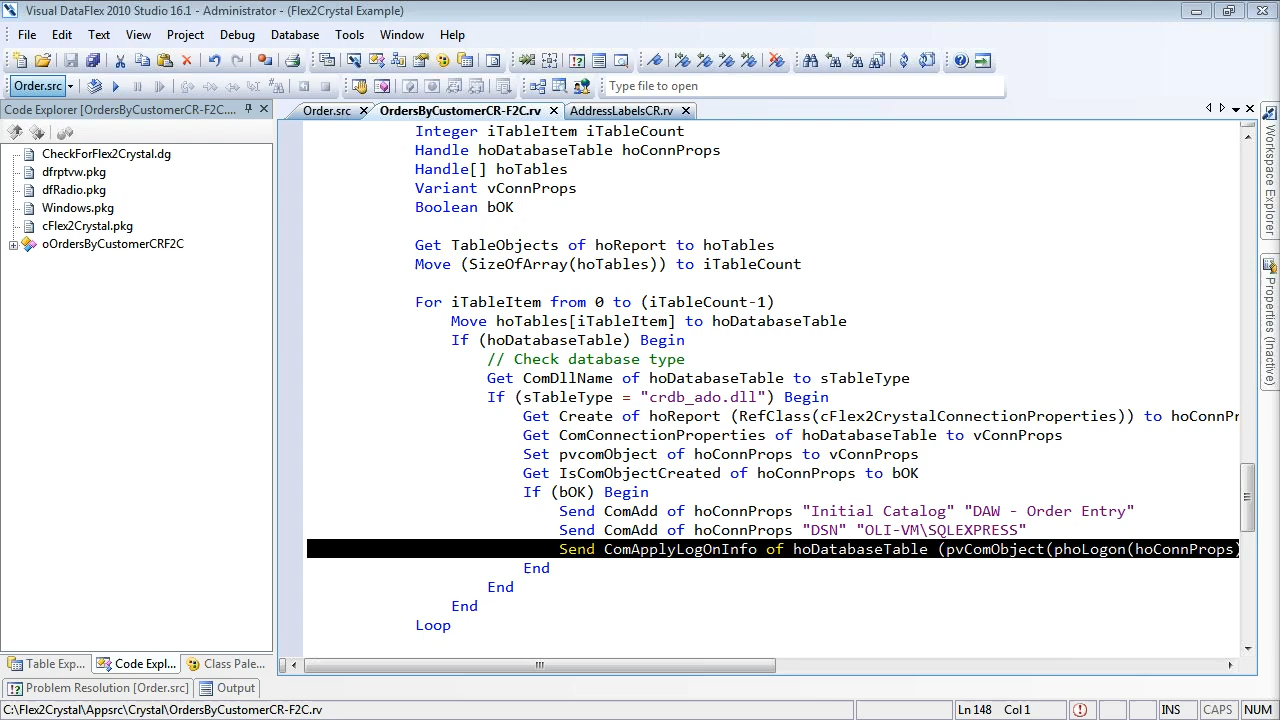 Visual DataFlex 2010 Studio 16.1 - Administrator - (Flex2Crystal Example)
File Edit Text View Project Debug Database Tools Window Help
Order.src
Type file to open
Code Explorer [OrdersByCustomerCR-F2C....
Order.src
OrdersByCustomerCR-F2C.rv
AddressLabelsCR.rv
CheckForFlex2Crystal.dg
dfrptvw.pkg
dfRadio.pkg
Windows.pkg
cFlex2Crystal.pkg
oOrdersByCustomerCRF2C
Integer iTableItem iTableCount
Handle hoDatabaseTable hoConnProps
Handle[] hoTables
Variant vConnProps
Boolean bOK
Get TableObjects of hoReport to hoTables
Move (SizeOfArray(hoTables)) to iTableCount
For iTableItem from 0 to (iTableCount-1)
Move hoTables[iTableItem] to hoDatabaseTable
If (hoDatabaseTable) Begin
// Check database type
Get ComDllName of hoDatabaseTable to sTableType
If (sTableType = "crdb_ado.dll") Begin
Get Create of hoReport (RefClass(cFlex2CrystalConnectionProperties)) to hoConnPr
Get ComConnectionProperties of hoDatabaseTable to vConnProps
Set pvcomObject of hoConnProps to vConnProps
Get IsComObjectCreated of hoConnProps to bOK
If (bOK) Begin
Send ComAdd of hoConnProps "Initial Catalog" "DAW - Order Entry"
Send ComAdd of hoConnProps "DSN" "OLI-VM\SQLEXPRESS"
Send ComApplyLogOnInfo of hoDatabaseTable (pvComObject(phoLogon(hoConnProps)
End
End
End
Loop
Workspace Explorer
Properties (Inactive)
Table Exp...
Code Expl...
Class Pale...
Problem Resolution [Order.src]
Output
C:\Flex2Crystal\Appsrc\Crystal\OrdersByCustomerCR-F2C.rv
Ln 148 Col 1
INS
CAPS
NUM